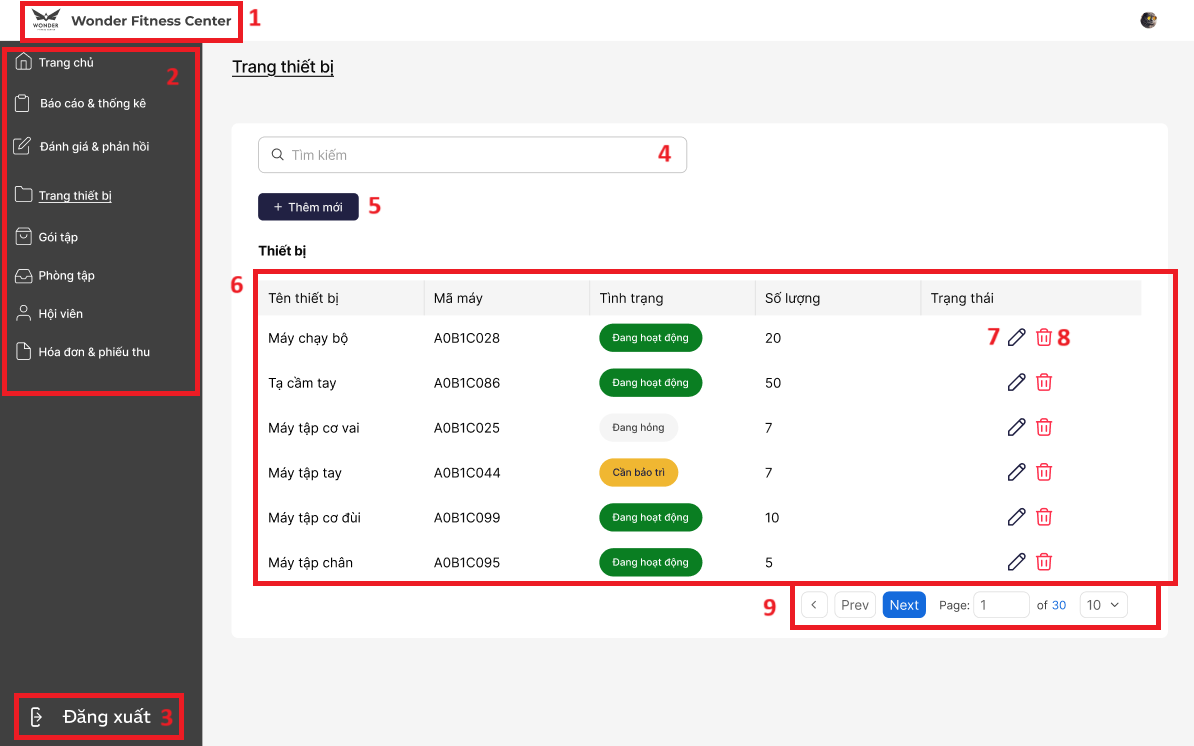 WONDER
Wonder Fitness Center 1
2
Trang chủ
Báo cáo & thống kê
Đánh giá & phản hồi
Trang thiết bị
Gói tập
Phòng tập
Hội viên
Hóa đơn & phiếu thu
Đăng xuất 3
Trang thiết bị
Tìm kiếm 4
+ Thêm mới 5
Thiết bị
6
Tên thiết bị Mã máy Tình trạng Số lượng Trạng thái
Máy chạy bộ A0B1C028 Đang hoạt động 20 7 8
Tạ cầm tay A0B1C086 Đang hoạt động 50
Máy tập cơ vai A0B1C025 Đang hỏng 7
Máy tập tay A0B1C044 Cần bảo trì 7
Máy tập cơ đùi A0B1C099 Đang hoạt động 10
Máy tập chân A0B1C095 Đang hoạt động 5
9 < Prev Next Page: 1 of 30 10